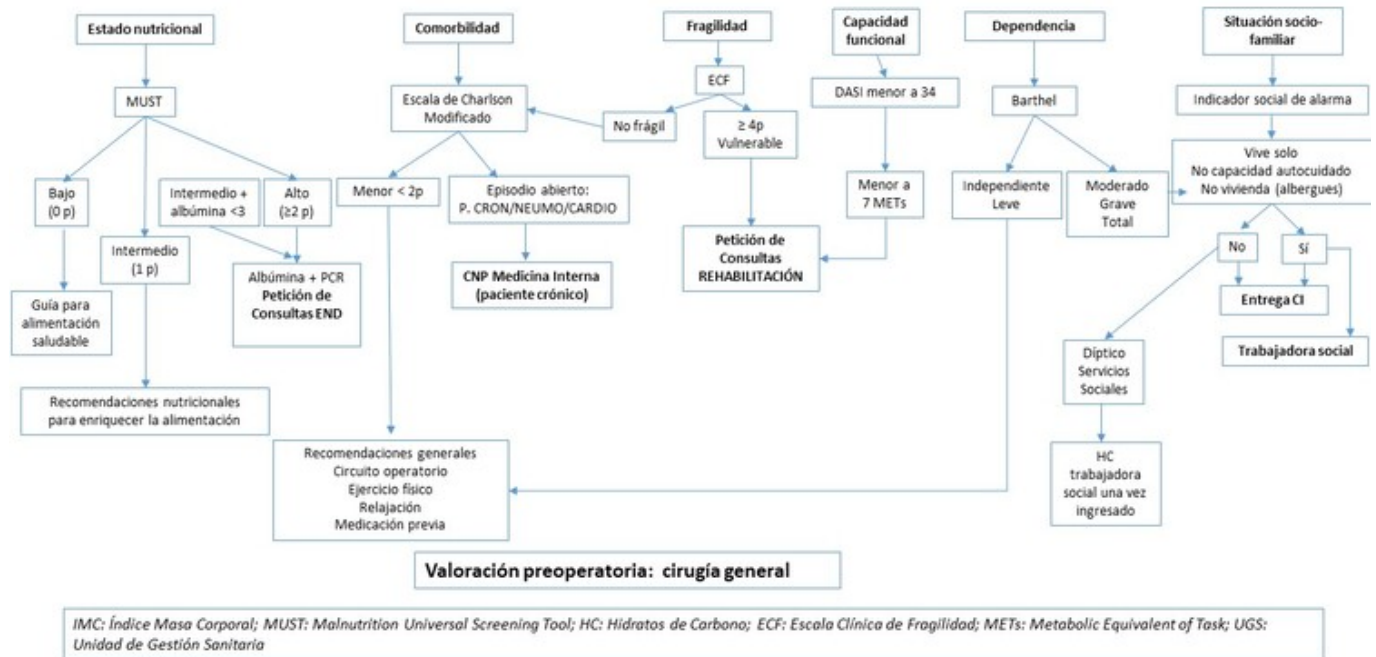 Estado nutricional
Comorbilidad
Fragilidad
Capacidad
funcional
Dependencia
Situación socio-
familiar
MUST
Escala de Charlson
Modificado
ECF
DASI menor a 34
Barthel
Indicador social de alarma
No frágil
≥ 4p
Vulnerable
Vive solo
No capacidad autocuidado
No vivienda (albergues)
Bajo
(0 p)
Intermedio +
albúmina <3
Alto
(≥2 p)
Menor < 2p
Episodio abierto:
P. CRON/NEUMO/CARDIO
Menor a
7 METs
Independiente
Leve
Moderado
Grave
Total
Intermedio
(1 p)
No
Sí
Petición de
Consultas
REHABILITACIÓN
Albúmina + PCR
Petición de
Consultas END
CNP Medicina Interna
(paciente crónico)
Entrega CI
Guía para
alimentación
saludable
Trabajadora social
Díptico
Servicios
Sociales
Recomendaciones nutricionales
para enriquecer la alimentación
Recomendaciones generales
Circuito operatorio
Ejercicio físico
Relajación
Medicación previa
HC
trabajadora
social una vez
ingresado
Valoración preoperatoria: cirugía general
IMC: Índice Masa Corporal; MUST: Malnutrition Universal Screening Tool; HC: Hidratos de Carbono; ECF: Escala Clínica de Fragilidad; METs: Metabolic Equivalent of Task; UGS:
Unidad de Gestión Sanitaria